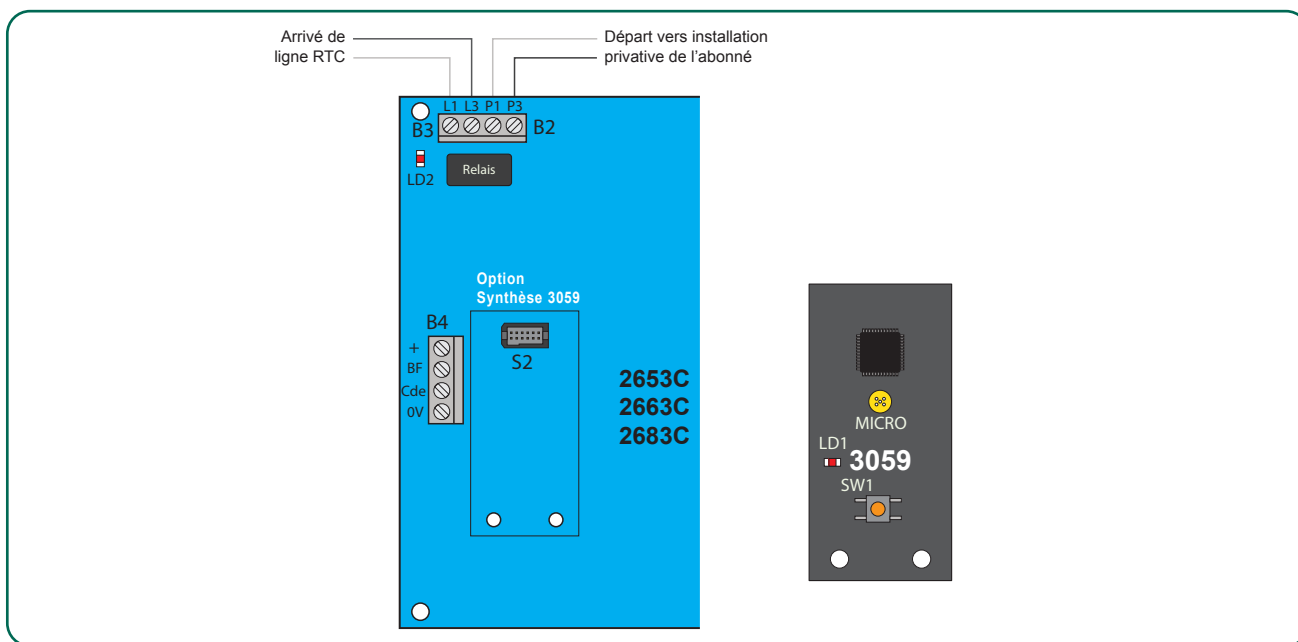 Arrivé de
ligne RTC
Départ vers installation
privative de l'abonné
L1 L3 P1 P3
B3
B2
LD2
Relais
Option
Synthèse 3059
B4
+
BF
Cde
0V
S2
2653C
2663C
2683C
MICRO
LD1
3059
SW1